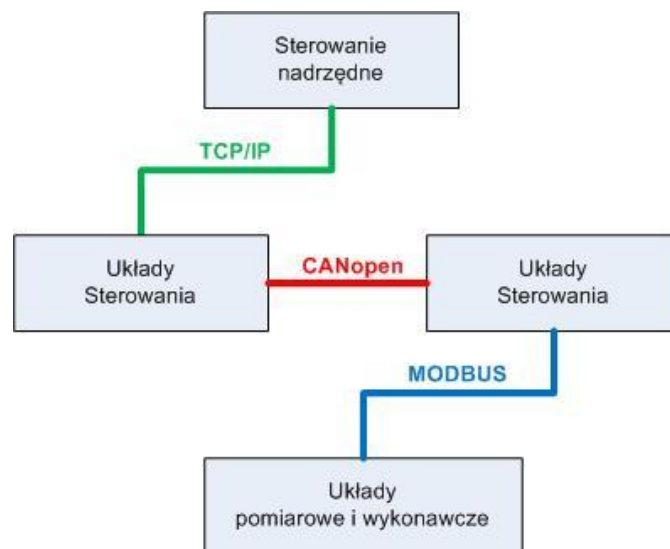 Sterowanie
nadrzędne
TCP/IP
Układy
Sterowania
CANopen
Układy
Sterowania
MODBUS
Układy
pomiarowe i wykonawcze